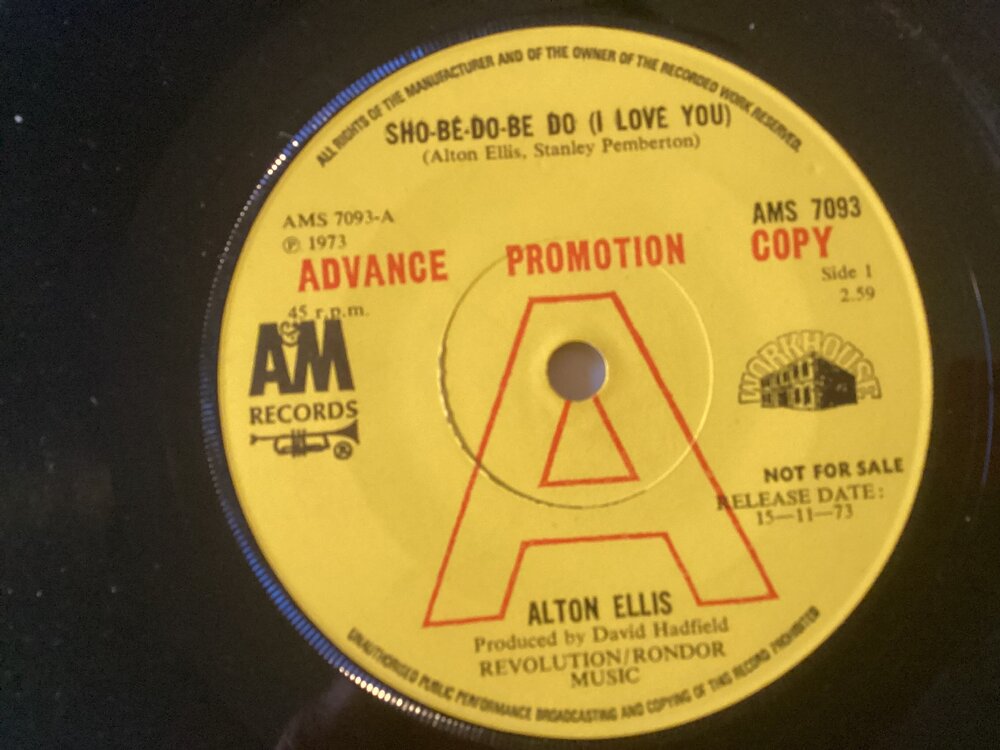 ALL RIGHTS OF THE MANUFACTURER AND OF THE OWNER OF THE RECORDED WORK RESERVED.
SHO-BE-DO-BE DO (I LOVE YOU)
(Alton Ellis, Stanley Pemberton)
AMS 7093-A
℗ 1973
AMS 7093
ADVANCE PROMOTION COPY
Side 1
2.59
45 r.p.m.
A&M
RECORDS
®
WORKHOUSE
A
NOT FOR SALE
RELEASE DATE:
15—11—73
ALTON ELLIS
Produced by David Hadfield
REVOLUTION/RONDOR
MUSIC
UNAUTHORISED PUBLIC PERFORMANCE BROADCASTING AND COPYING OF THIS RECORD PROHIBITED